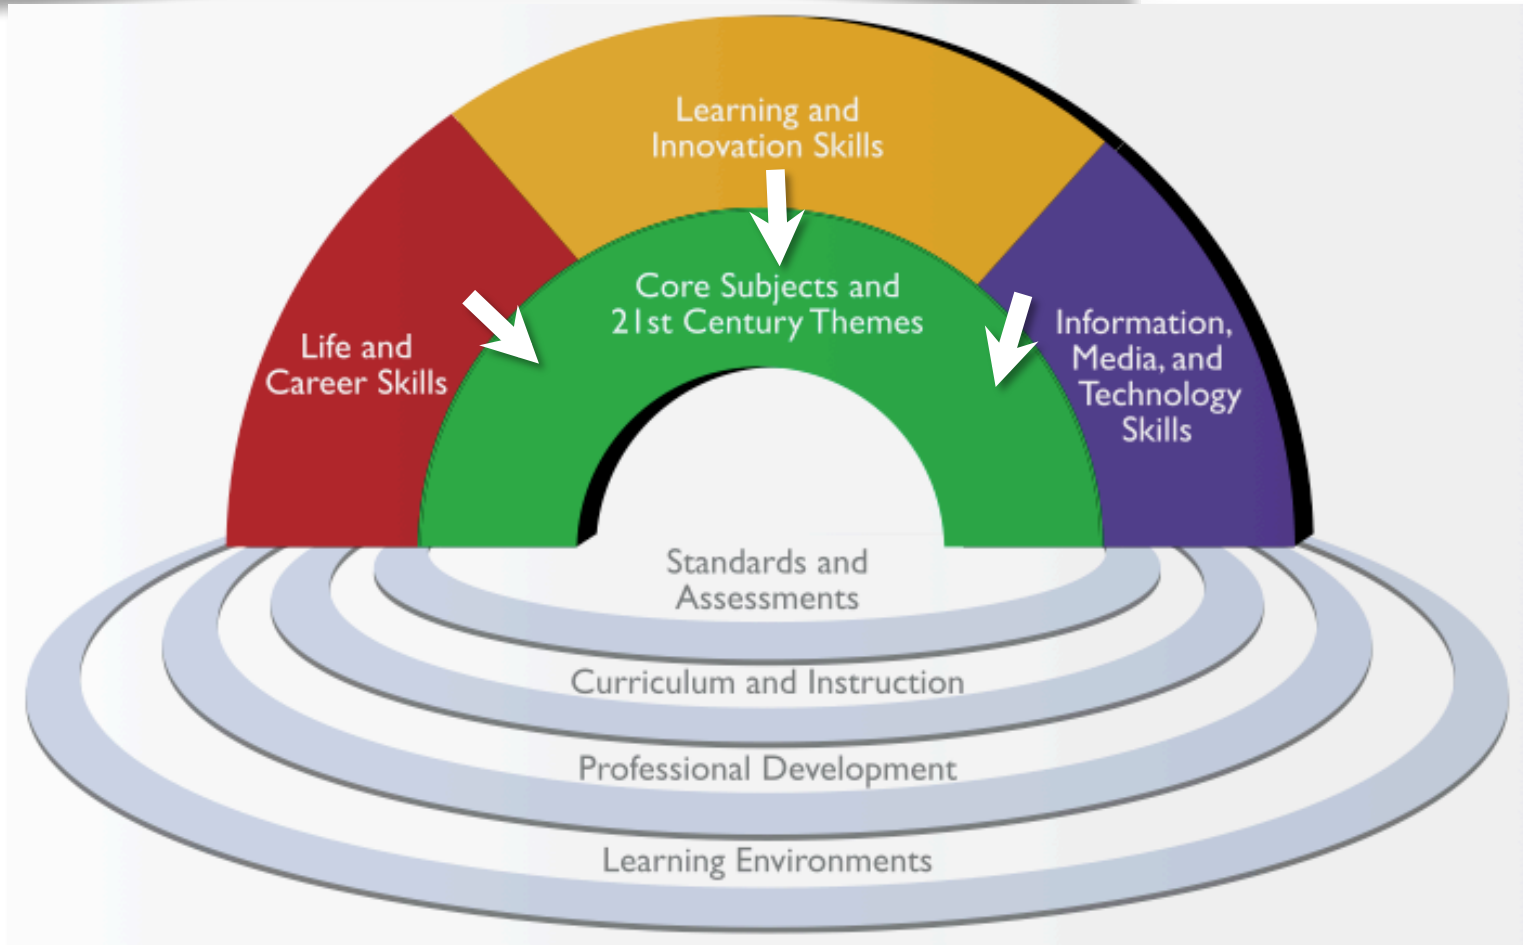 Learning and
Innovation Skills
Core Subjects and
21st Century Themes
Life and
Career Skills
Information,
Media, and
Technology
Skills
Standards and
Assessments
Curriculum and Instruction
Professional Development
Learning Environments